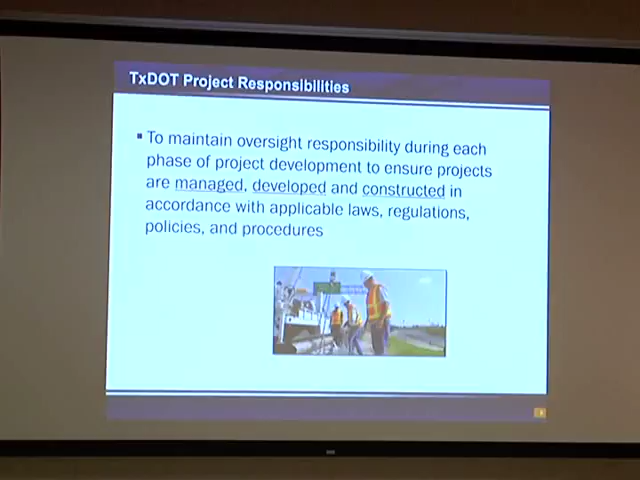 TxDOT Project Responsibilities
▪ To maintain oversight responsibility during each
phase of project development to ensure projects
are managed, developed and constructed in
accordance with applicable laws, regulations,
policies, and procedures